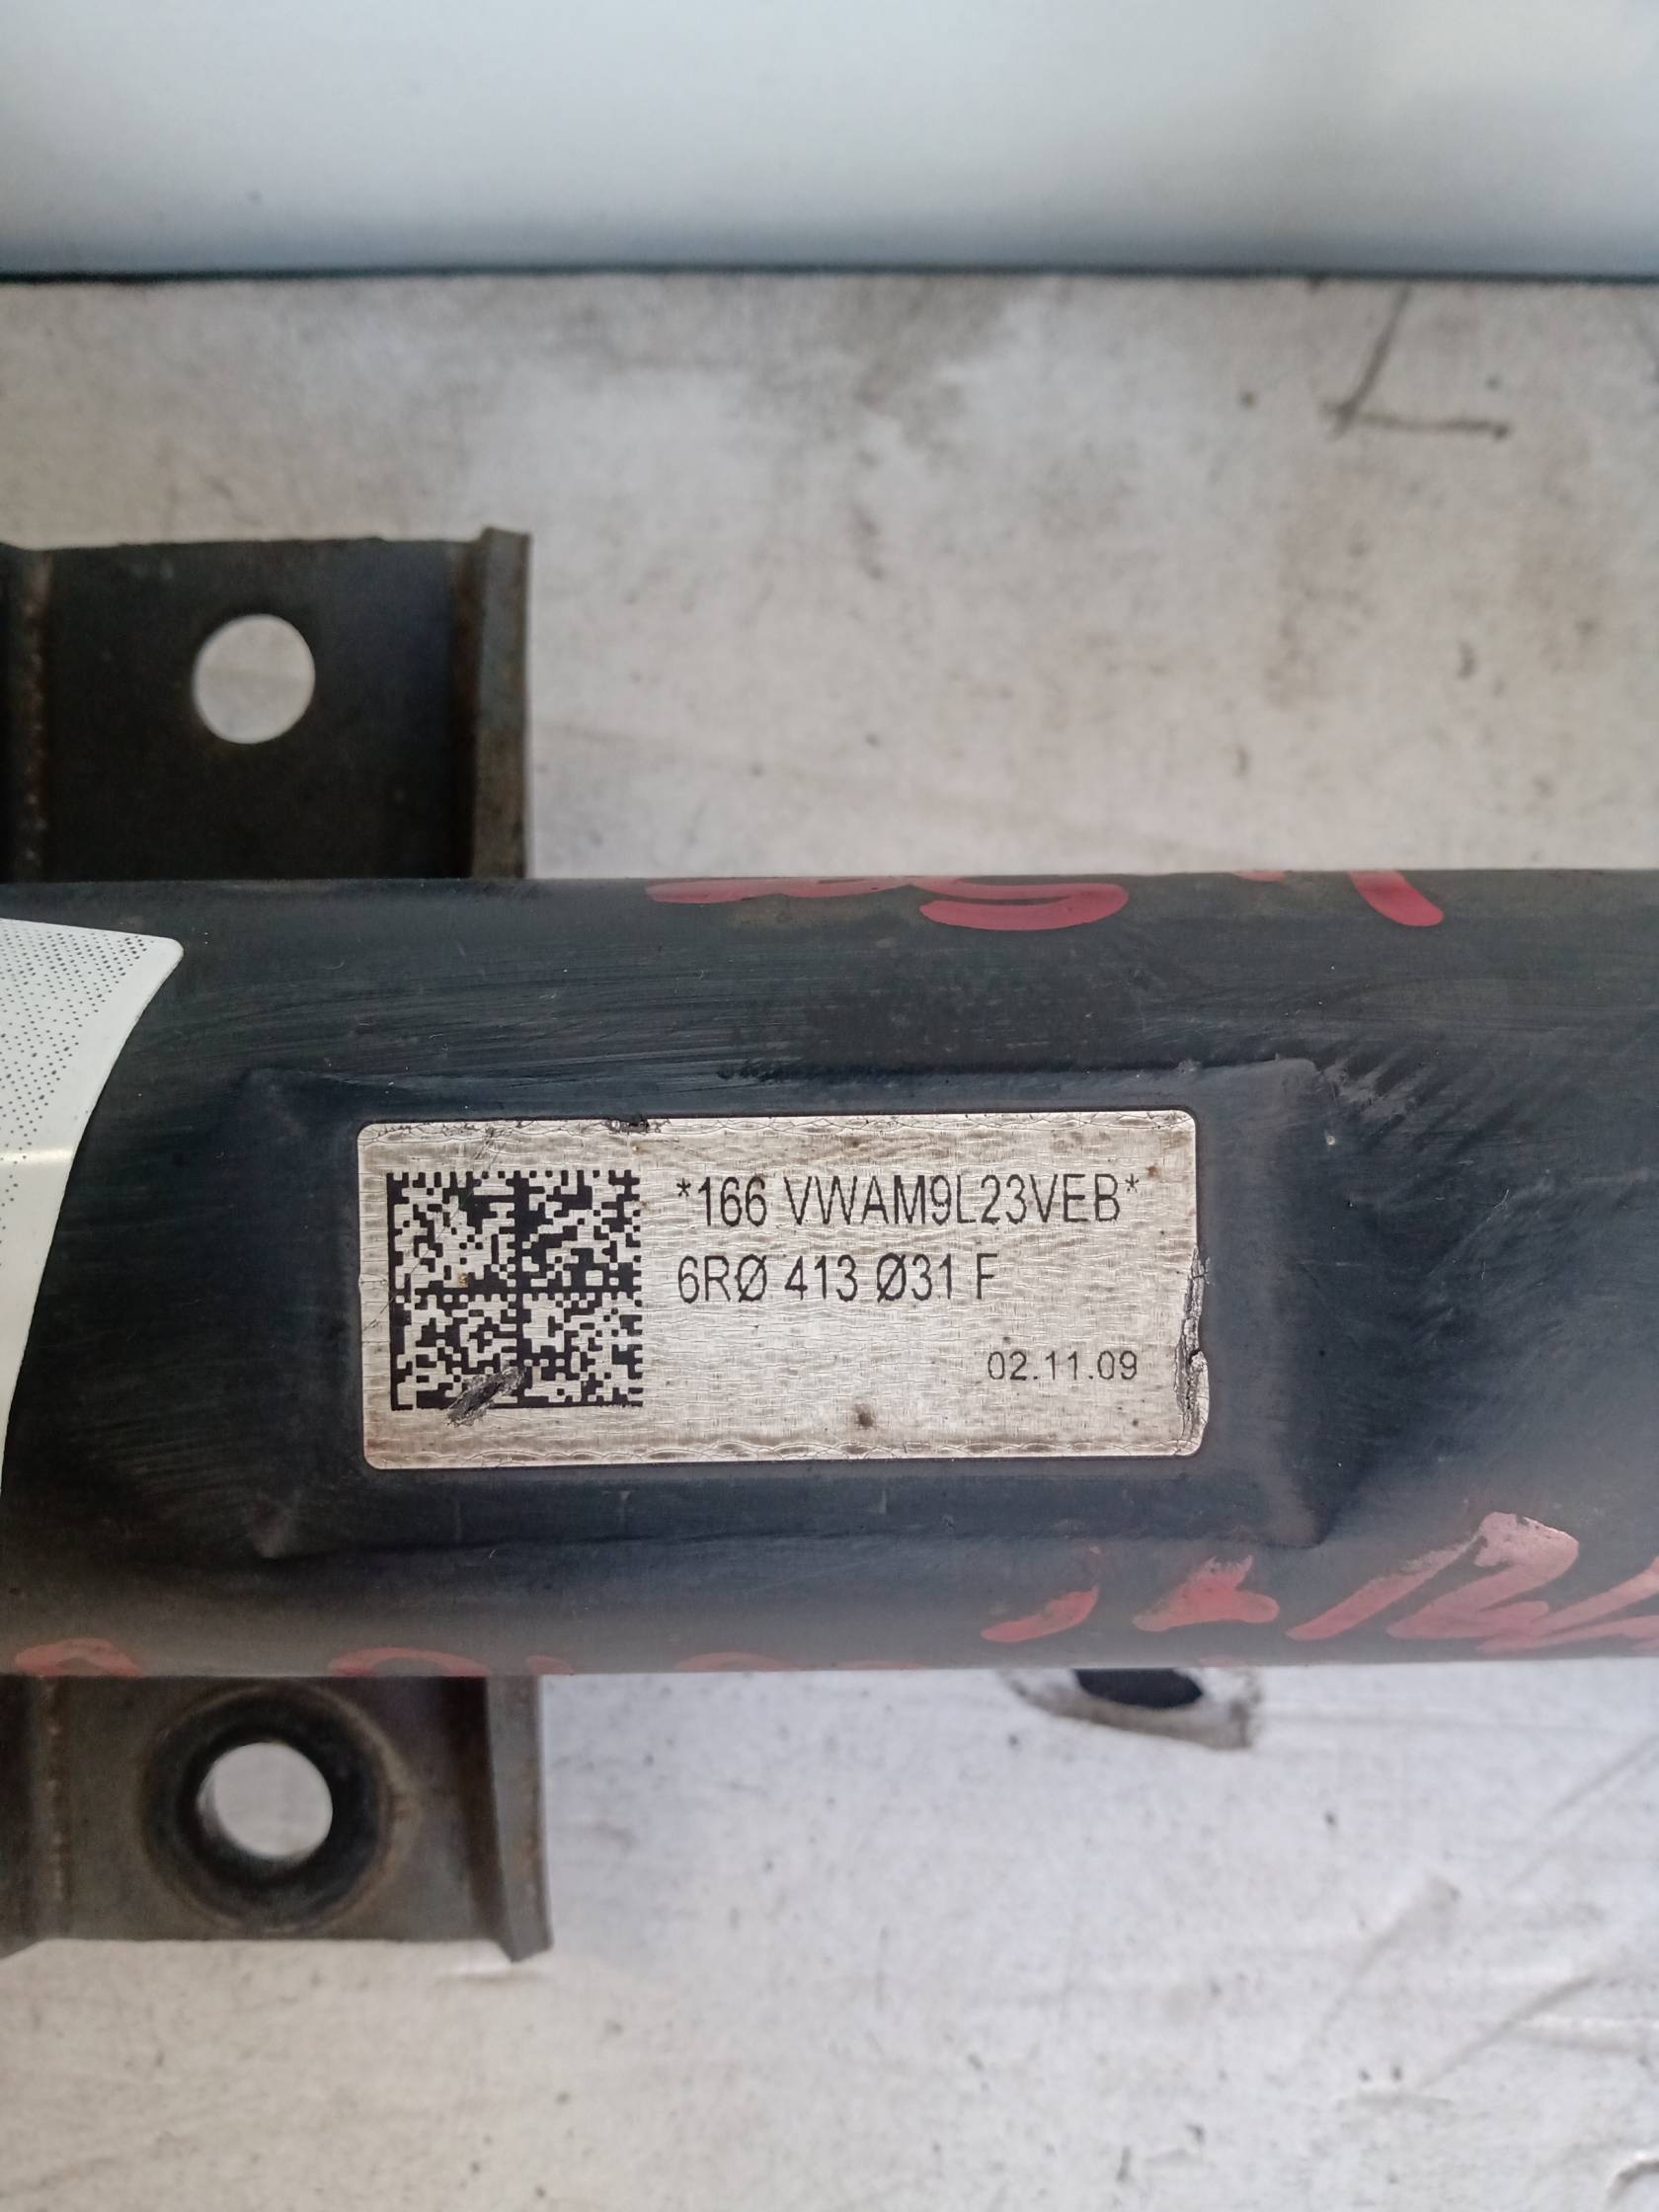 *166 VWAM9L23VEB*
6RØ 413 Ø31 F
02.11.09